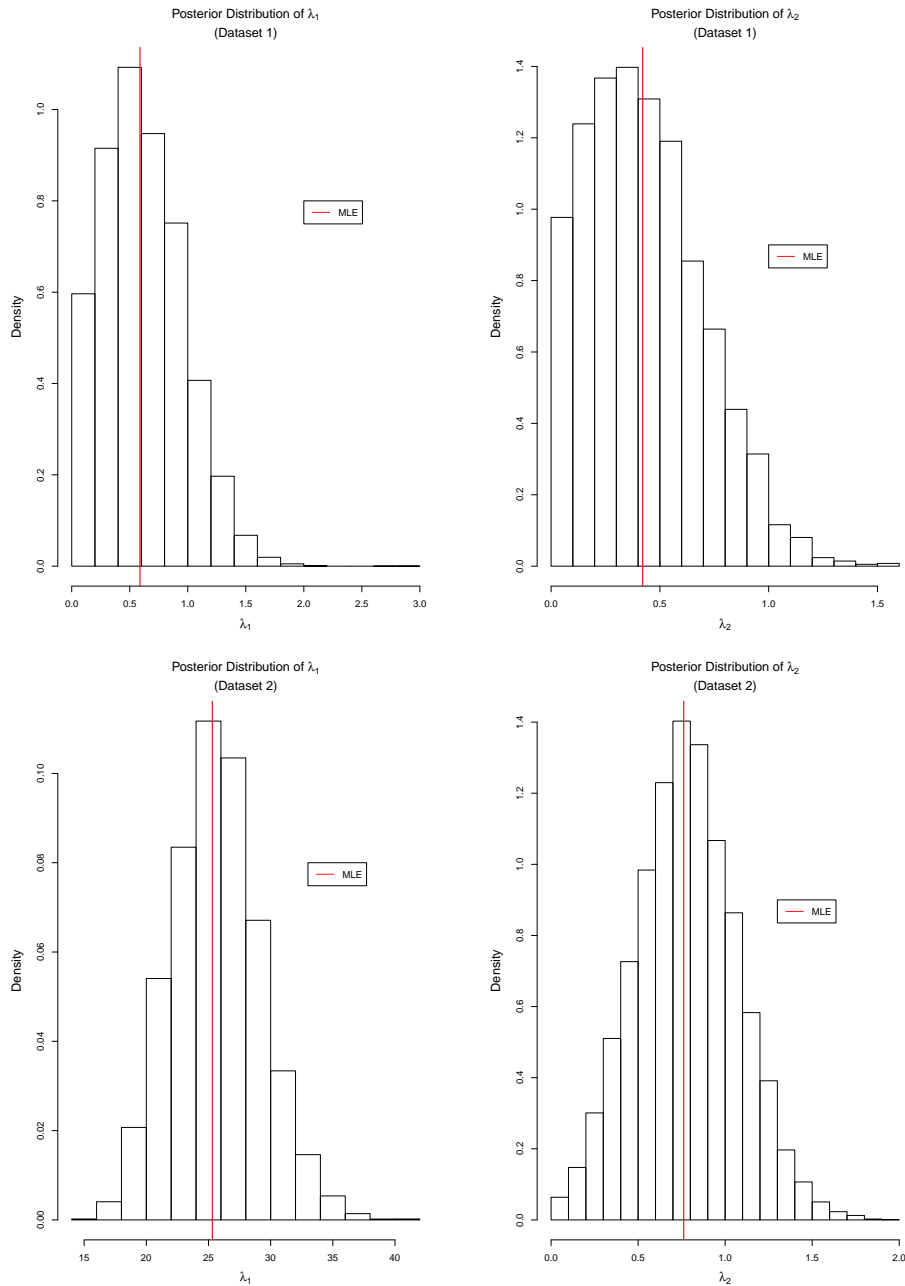 Posterior Distribution of λ₁
(Dataset 1)
Density
0.0 0.2 0.4 0.6 0.8 1.0
MLE
0.0 0.5 1.0 1.5 2.0 2.5 3.0
λ₁
Posterior Distribution of λ₂
(Dataset 1)
Density
0.0 0.2 0.4 0.6 0.8 1.0 1.2 1.4
MLE
0.0 0.5 1.0 1.5
λ₂
Posterior Distribution of λ₁
(Dataset 2)
Density
0.00 0.02 0.04 0.06 0.08 0.10
MLE
15 20 25 30 35 40
λ₁
Posterior Distribution of λ₂
(Dataset 2)
Density
0.0 0.2 0.4 0.6 0.8 1.0 1.2 1.4
MLE
0.0 0.5 1.0 1.5 2.0
λ₂